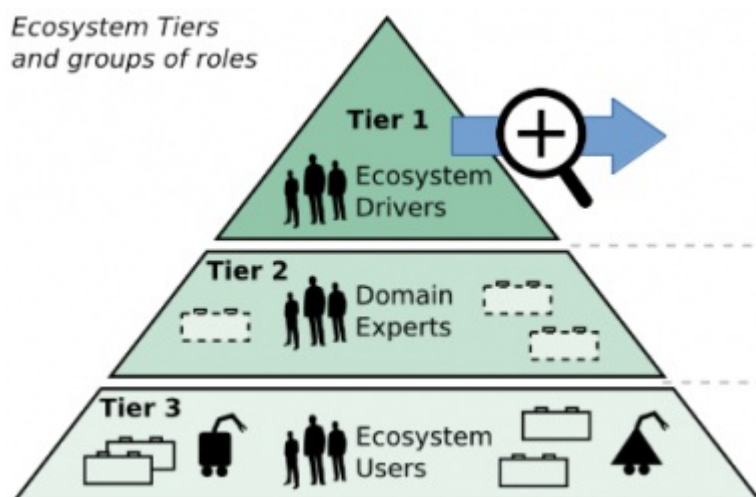 Ecosystem Tiers
and groups of roles
Tier 1
Ecosystem
Drivers
Tier 2
Domain
Experts
Tier 3
Ecosystem
Users